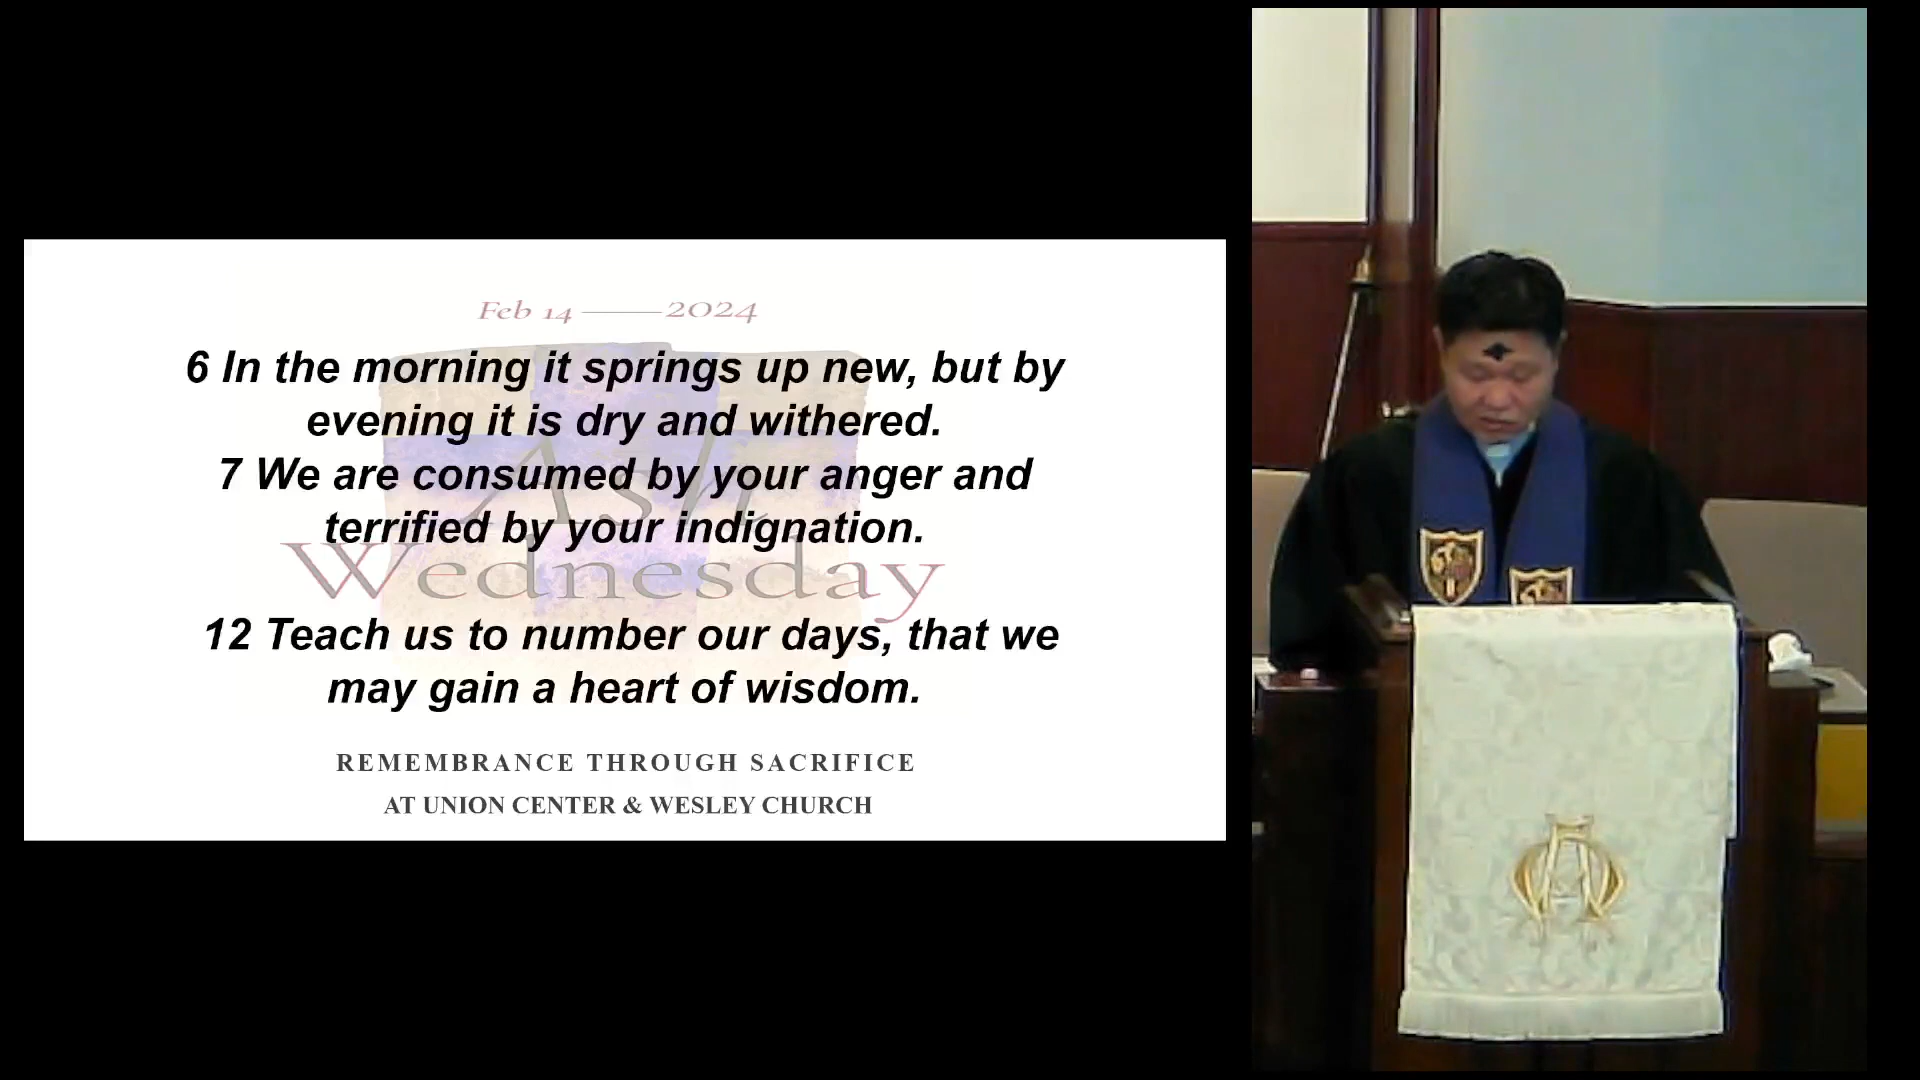 Feb 14 —— 2024
6 In the morning it springs up new, but by
evening it is dry and withered.
7 We are consumed by your anger and
terrified by your indignation.
Ash
Wednesday
12 Teach us to number our days, that we
may gain a heart of wisdom.
REMEMBRANCE THROUGH SACRIFICE
AT UNION CENTER & WESLEY CHURCH